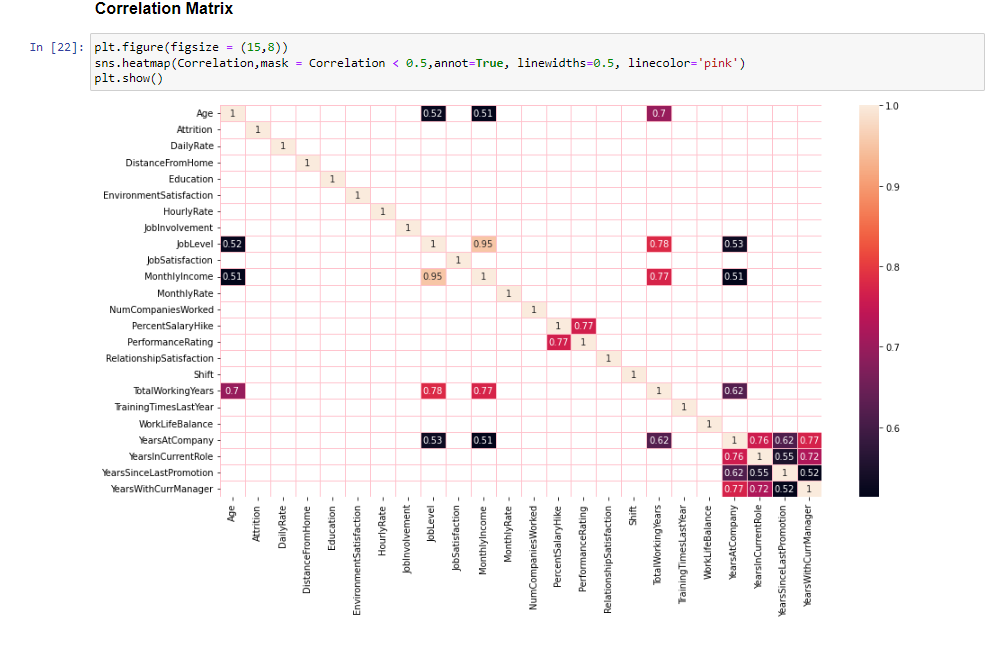 Correlation Matrix
In [22]: plt.figure(figsize = (15,8))
sns.heatmap(Correlation,mask = Correlation < 0.5,annot=True, linewidths=0.5, linecolor='pink')
plt.show()
Age 1 0.52 0.51 0.7
Attrition 1
DailyRate 1
DistanceFromHome 1
Education 1
EnvironmentSatisfaction 1
HourlyRate 1
JobInvolvement 1
JobLevel 0.52 1 0.95 0.78 0.53
JobSatisfaction 1
MonthlyIncome 0.51 0.95 1 0.77 0.51
MonthlyRate 1
NumCompaniesWorked 1
PercentSalaryHike 1 0.77
PerformanceRating 0.77 1
RelationshipSatisfaction 1
Shift 1
TotalWorkingYears 0.7 0.78 0.77 1 0.62
TrainingTimesLastYear 1
WorkLifeBalance 1
YearsAtCompany 0.53 0.51 0.62 1 0.76 0.62 0.77
YearsInCurrentRole 0.76 1 0.55 0.72
YearsSinceLastPromotion 0.62 0.55 1 0.52
YearsWithCurrManager 0.77 0.72 0.52 1
Age
Attrition
DailyRate
DistanceFromHome
Education
EnvironmentSatisfaction
HourlyRate
JobInvolvement
JobLevel
JobSatisfaction
MonthlyIncome
MonthlyRate
NumCompaniesWorked
PercentSalaryHike
PerformanceRating
RelationshipSatisfaction
Shift
TotalWorkingYears
TrainingTimesLastYear
WorkLifeBalance
YearsAtCompany
YearsInCurrentRole
YearsSinceLastPromotion
YearsWithCurrManager
1.0
0.9
0.8
0.7
0.6